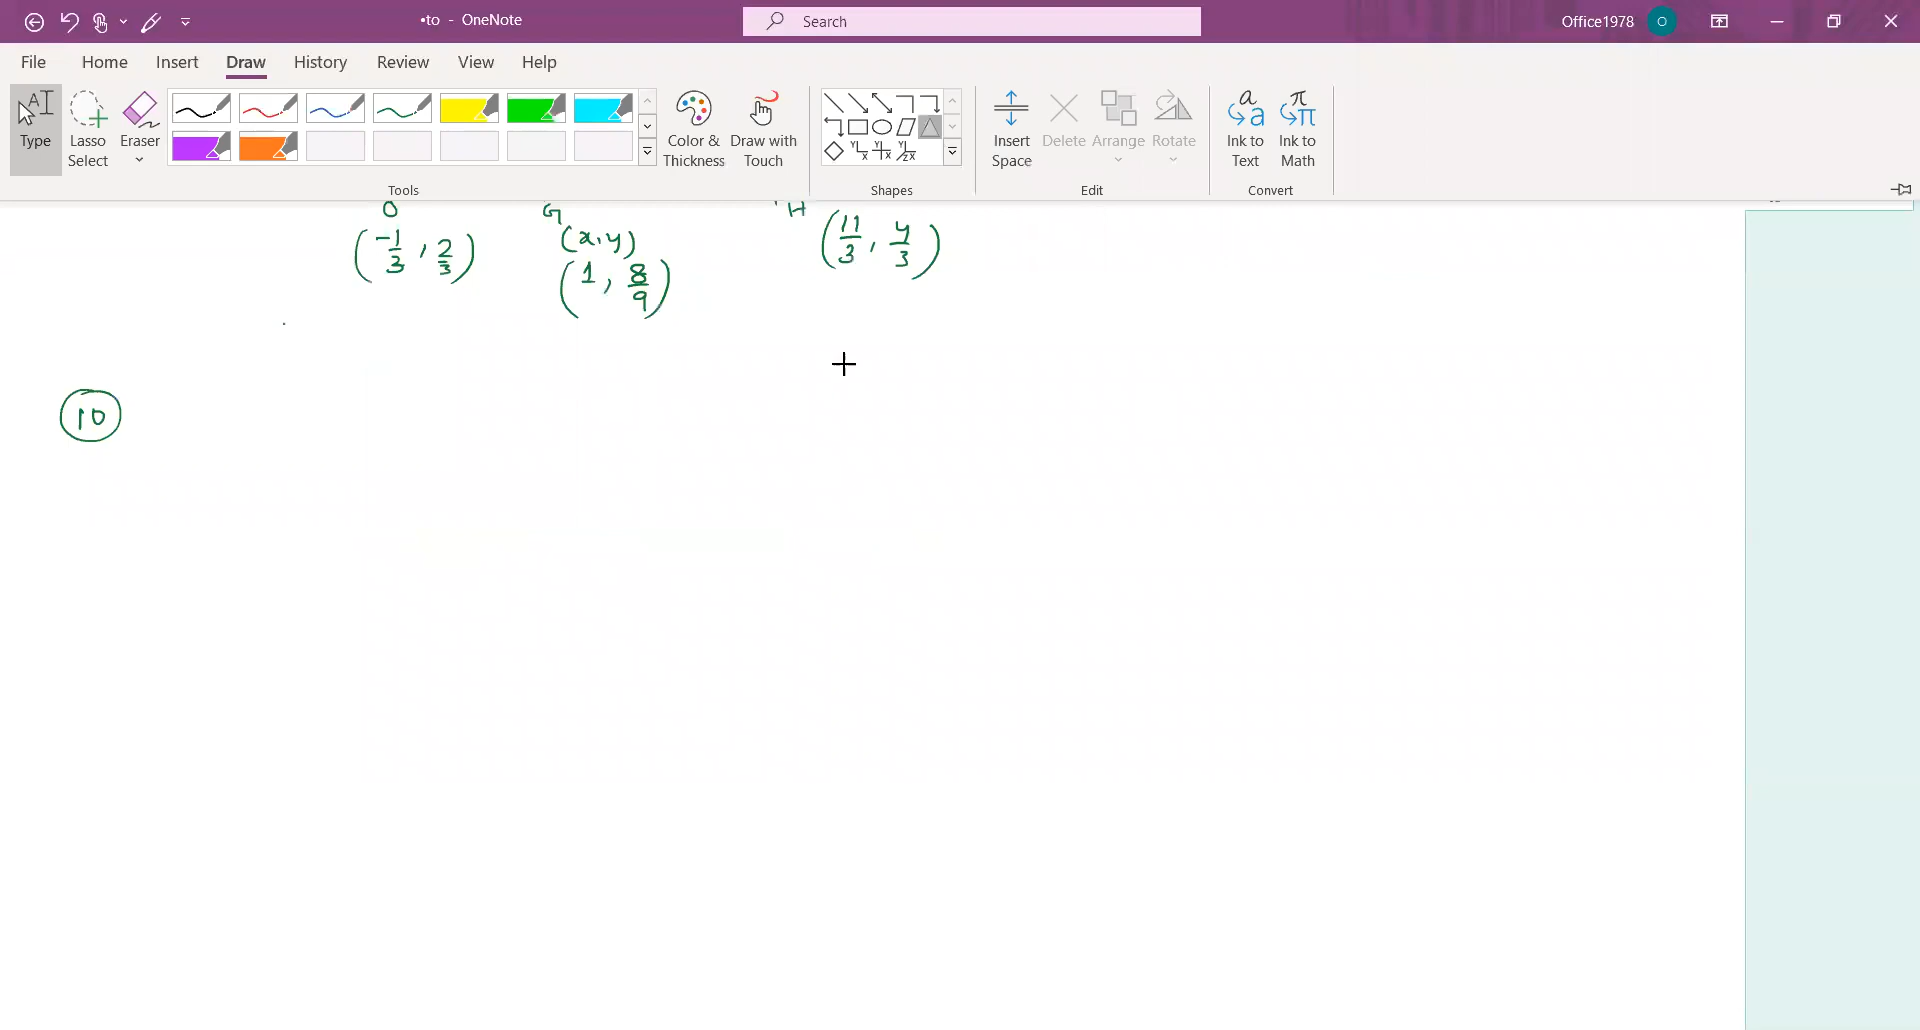 •to - OneNote
Search
Office1978
O
File Home Insert Draw History Review View Help
Type
Lasso Select
Eraser
Color & Thickness
Draw with Touch
Insert Space
Delete
Arrange
Rotate
Ink to Text
Ink to Math
Tools
Shapes
Edit
Convert
O G H
(-1/3, 2/3) (x,y) (11/3, 4/3)
(1, 8/9)
10